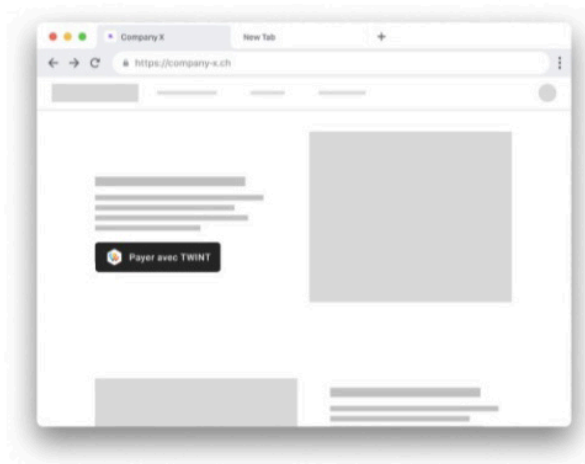 Company X
New Tab
+
https://company-x.ch
Payer avec TWINT